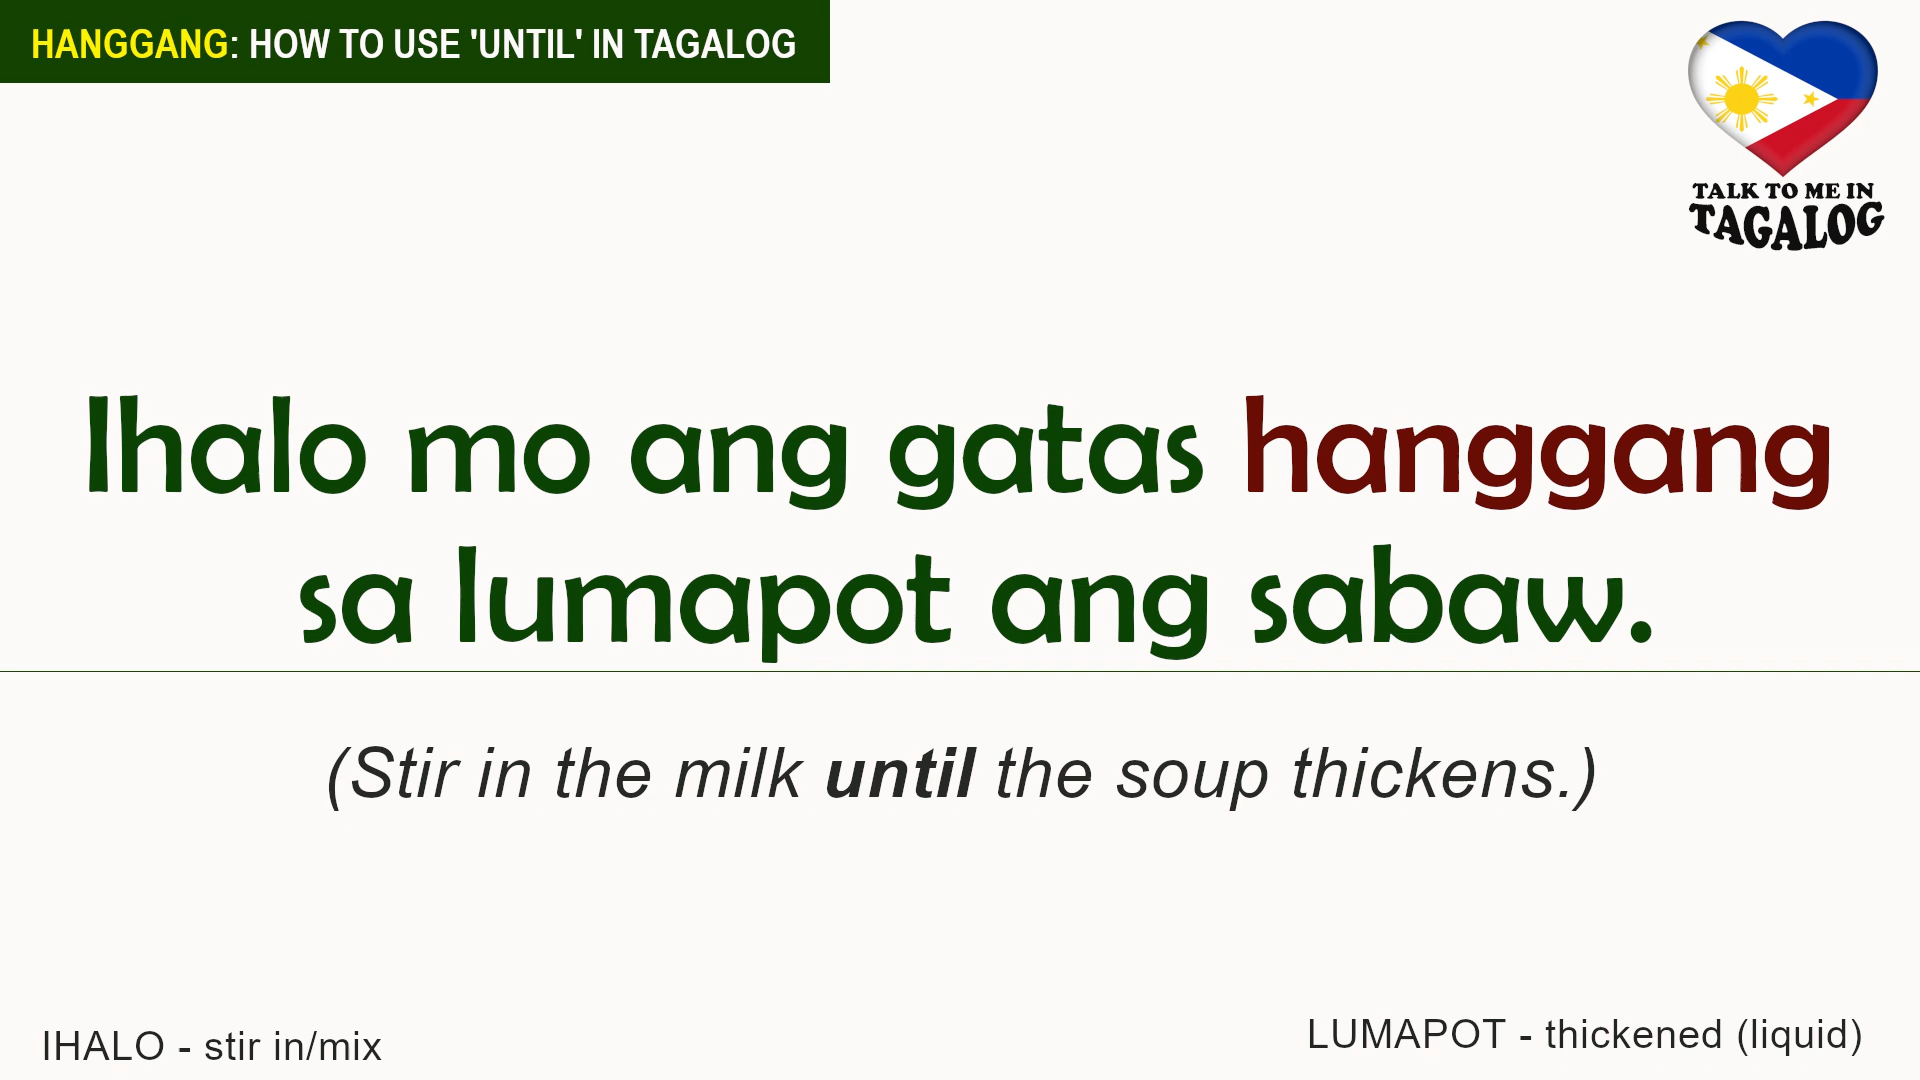 HANGGANG: HOW TO USE 'UNTIL' IN TAGALOG
TALK TO ME IN
TAGALOG
Ihalo mo ang gatas hanggang
sa lumapot ang sabaw.
(Stir in the milk until the soup thickens.)
IHALO - stir in/mix
LUMAPOT - thickened (liquid)